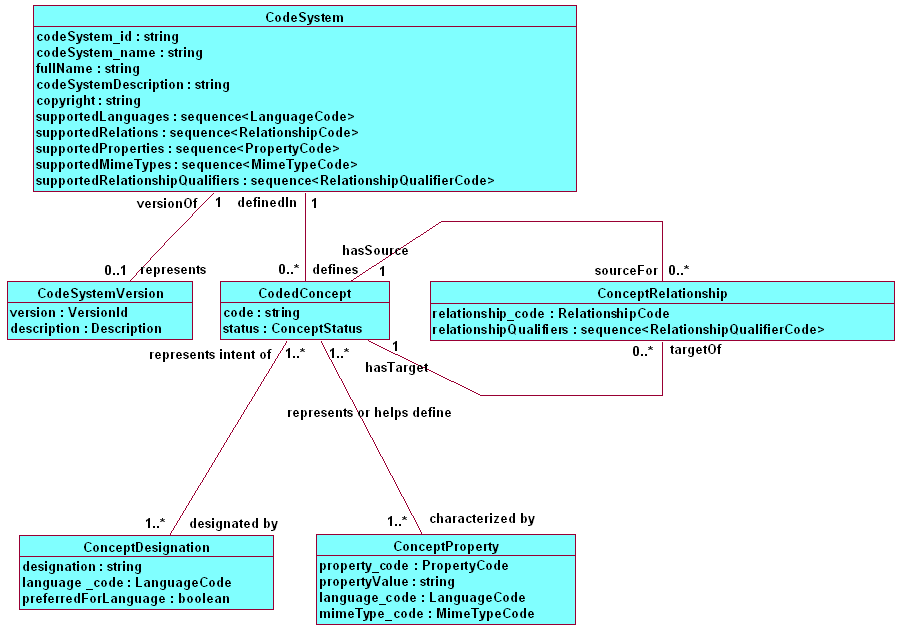 CodeSystem
codeSystem_id : string
codeSystem_name : string
fullName : string
codeSystemDescription : string
copyright : string
supportedLanguages : sequence<LanguageCode>
supportedRelations : sequence<RelationshipCode>
supportedProperties : sequence<PropertyCode>
supportedMimeTypes : sequence<MimeTypeCode>
supportedRelationshipQualifiers : sequence<RelationshipQualifierCode>
versionOf 1 definedIn 1
hasSource
0..1 represents 0..* defines 1 sourceFor 0..*
CodeSystemVersion
version : VersionId
description : Description
CodedConcept
code : string
status : ConceptStatus
ConceptRelationship
relationship_code : RelationshipCode
relationshipQualifiers : sequence<RelationshipQualifierCode>
represents intent of 1..* 1..* 1 0..* targetOf
hasTarget
represents or helps define
1..* designated by 1..* characterized by
ConceptDesignation
designation : string
language _code : LanguageCode
preferredForLanguage : boolean
ConceptProperty
property_code : PropertyCode
propertyValue : string
language_code : LanguageCode
mimeType_code : MimeTypeCode